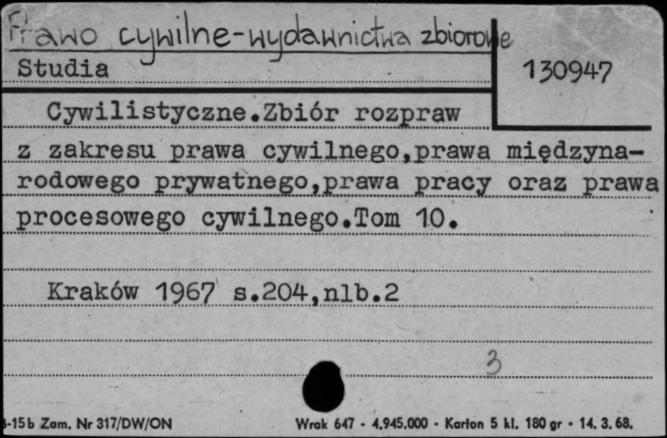 Prawo cywilne-wydawnictwa zbiorowe
Studia
130947
Cywilistyczne.Zbiór rozpraw
z zakresu prawa cywilnego,prawa międzyna-
rodowego prywatnego,prawa pracy oraz prawa
procesowego cywilnego.Tom 10.
Kraków 1967 s.204,nlb.2
3
-15b Zam. Nr 317/DW/ON
Wrak 647 - 4.945.000 - Karton 5 kl. 180 gr - 14. 3. 68.